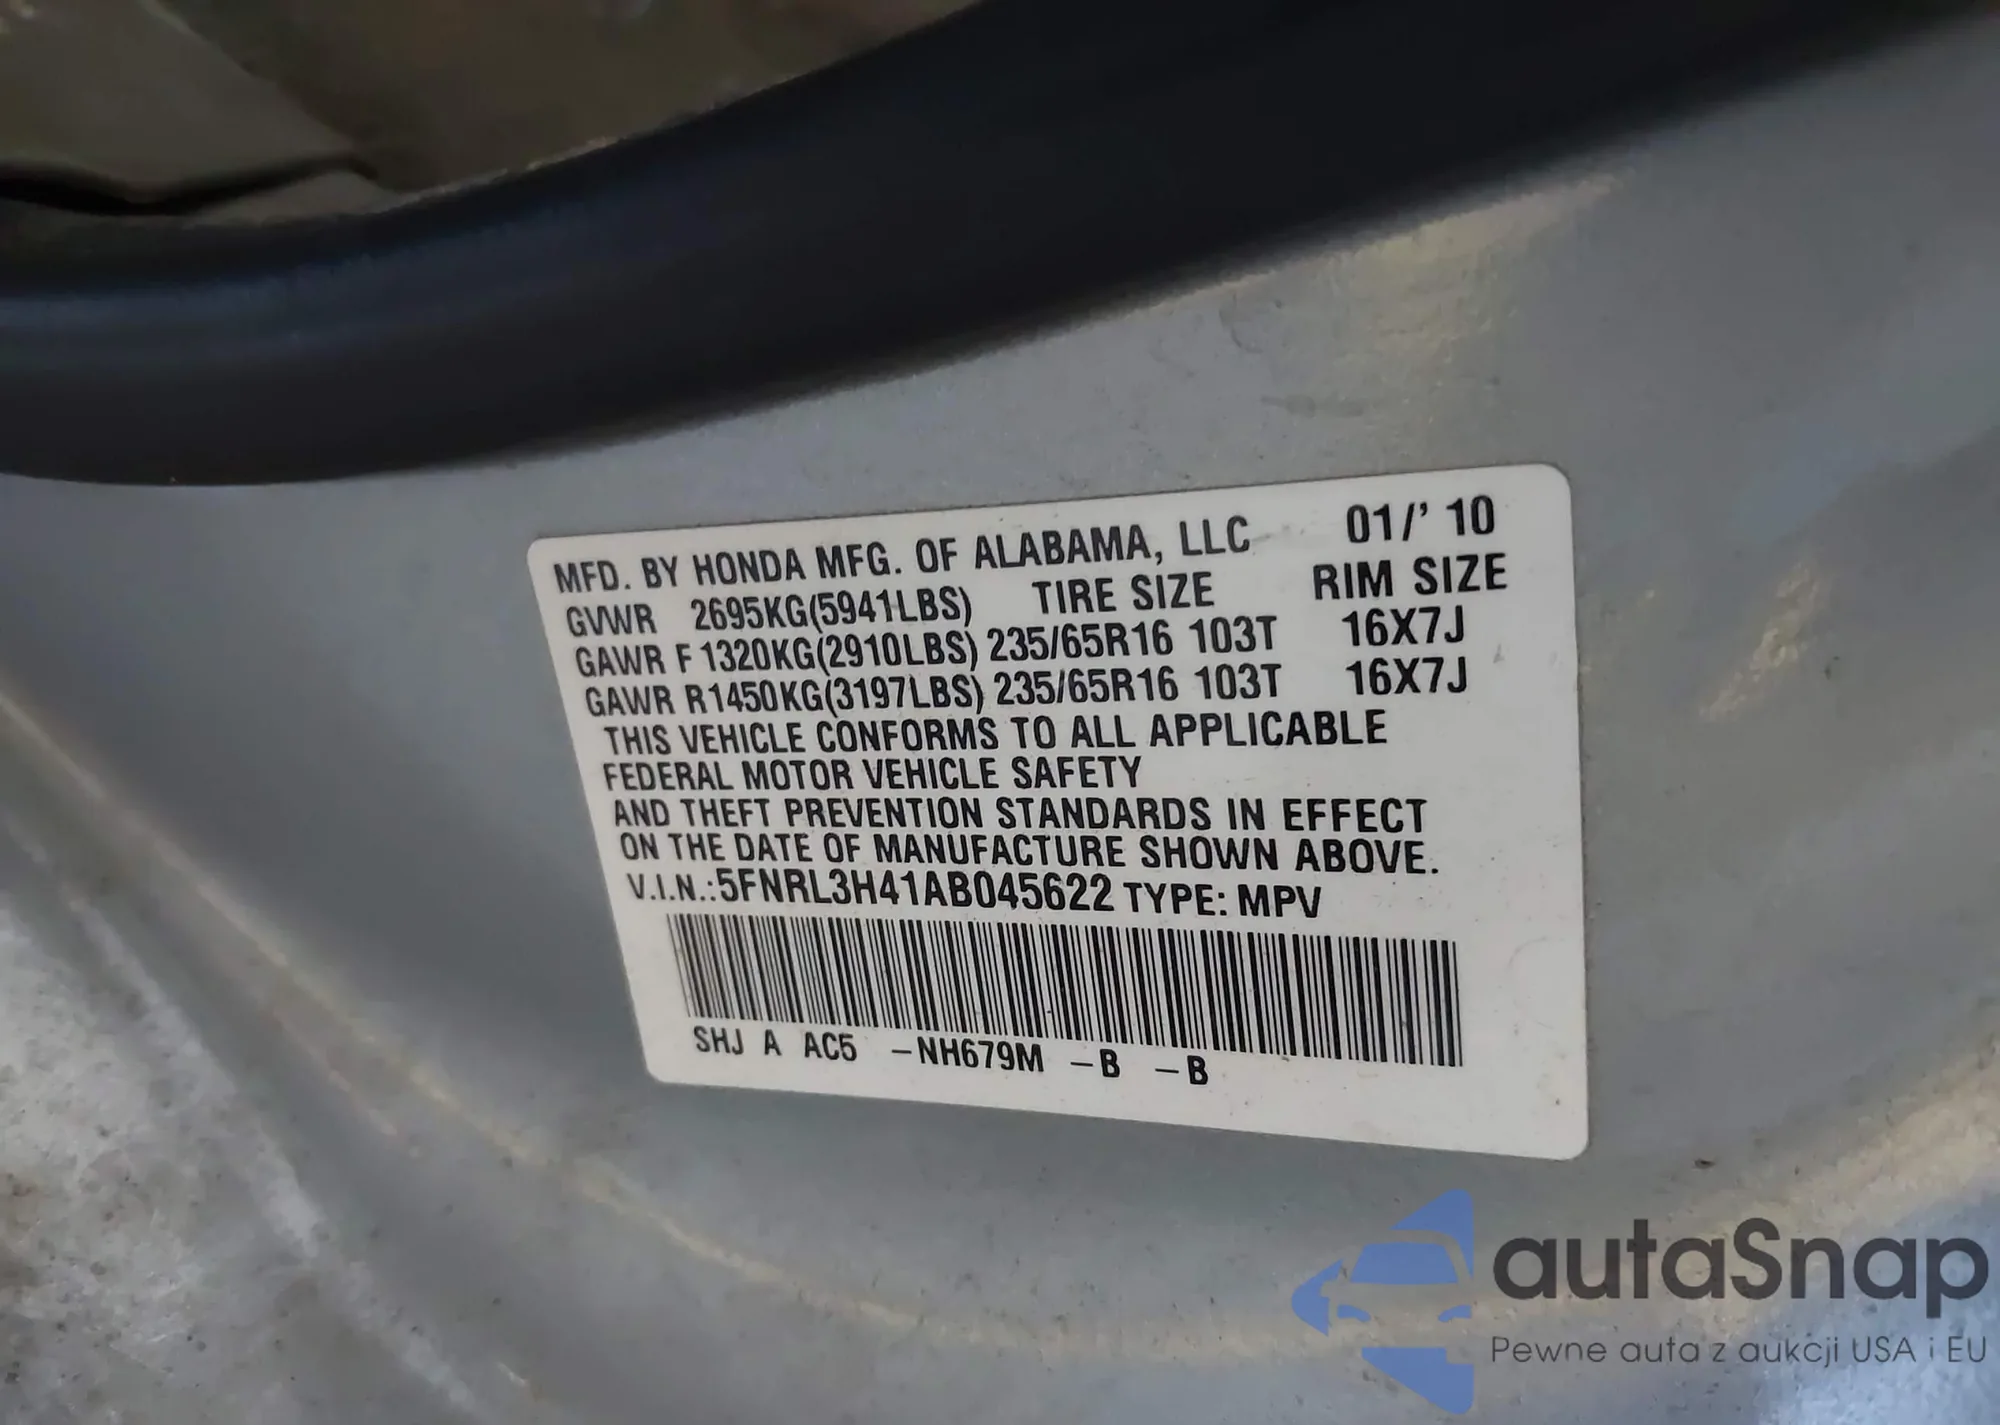 MFD. BY HONDA MFG. OF ALABAMA, LLC 01/' 10
GVWR 2695KG(5941LBS) TIRE SIZE RIM SIZE
GAWR F 1320KG(2910LBS) 235/65R16 103T 16X7J
GAWR R1450KG(3197LBS) 235/65R16 103T 16X7J
THIS VEHICLE CONFORMS TO ALL APPLICABLE
FEDERAL MOTOR VEHICLE SAFETY
AND THEFT PREVENTION STANDARDS IN EFFECT
ON THE DATE OF MANUFACTURE SHOWN ABOVE.
V.I.N.:5FNRL3H41AB045622 TYPE: MPV
SHJ A AC5 -NH679M -B -B
autaSnap
Pewne auta z aukcji USA i EU